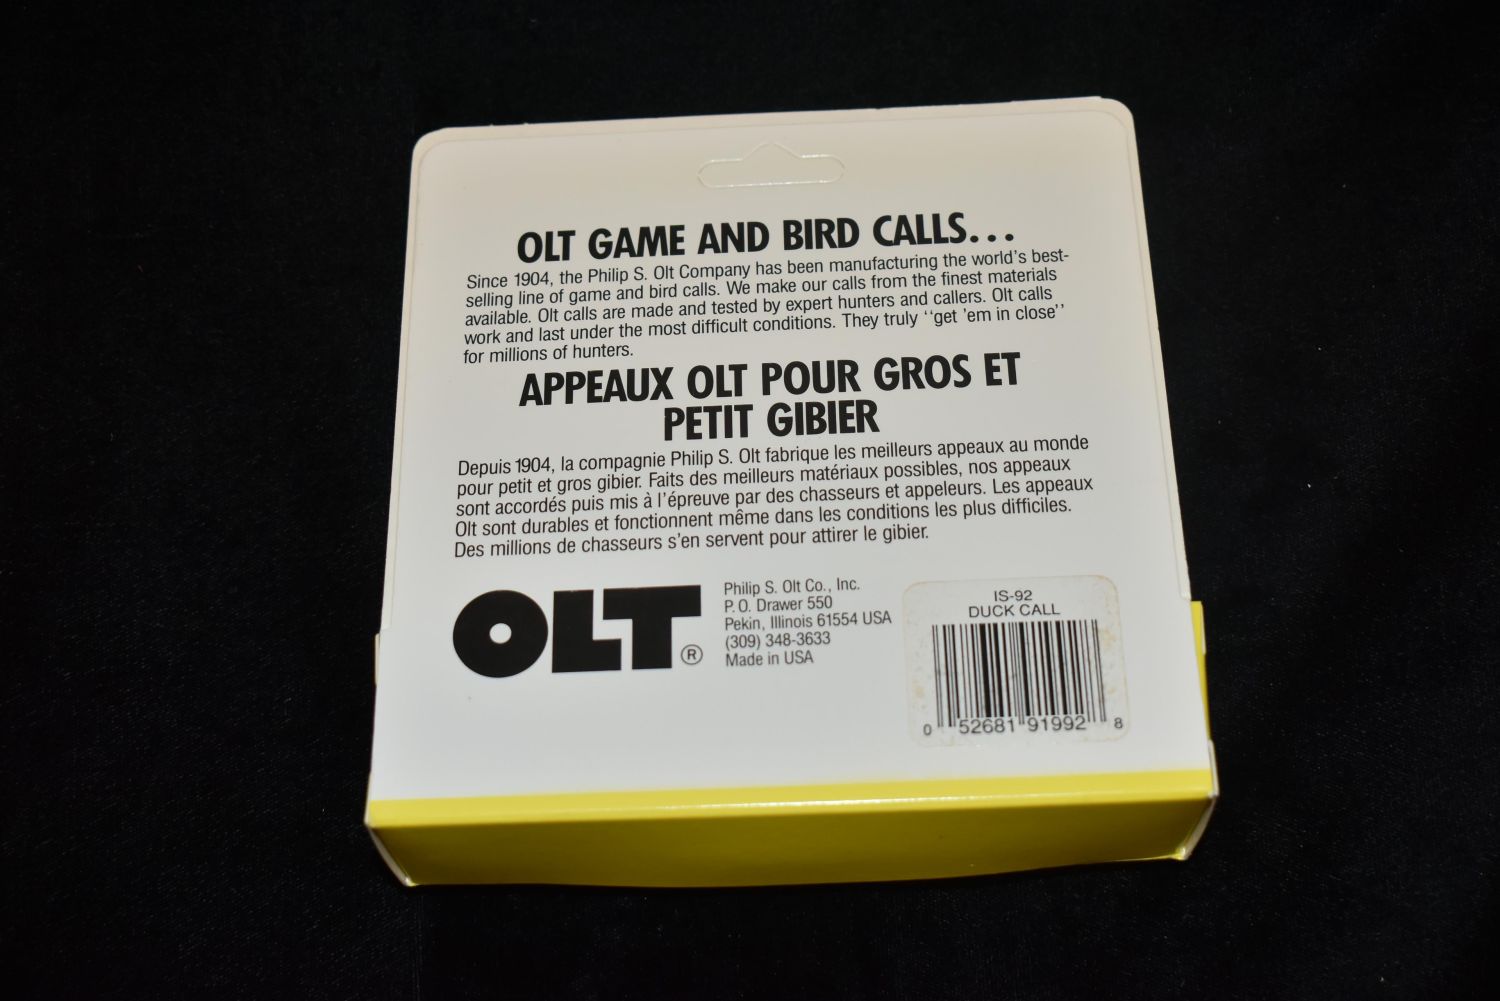 OLT GAME AND BIRD CALLS...
Since 1904, the Philip S. Olt Company has been manufacturing the world's best-
selling line of game and bird calls. We make our calls from the finest materials
available. Olt calls are made and tested by expert hunters and callers. Olt calls
work and last under the most difficult conditions. They truly ''get 'em in close''
for millions of hunters.
APPEAUX OLT POUR GROS ET
PETIT GIBIER
Depuis 1904, la compagnie Philip S. Olt fabrique les meilleurs appeaux au monde
pour petit et gros gibier. Faits des meilleurs matériaux possibles, nos appeaux
sont accordés puis mis à l'épreuve par des chasseurs et appeleurs. Les appeaux
Olt sont durables et fonctionnent même dans les conditions les plus difficiles.
Des millions de chasseurs s'en servent pour attirer le gibier.
OLT®
Philip S. Olt Co., Inc.
P.O. Drawer 550
Pekin, Illinois 61554 USA
(309) 348-3633
Made in USA
IS-92
DUCK CALL
0 52681 91992 8